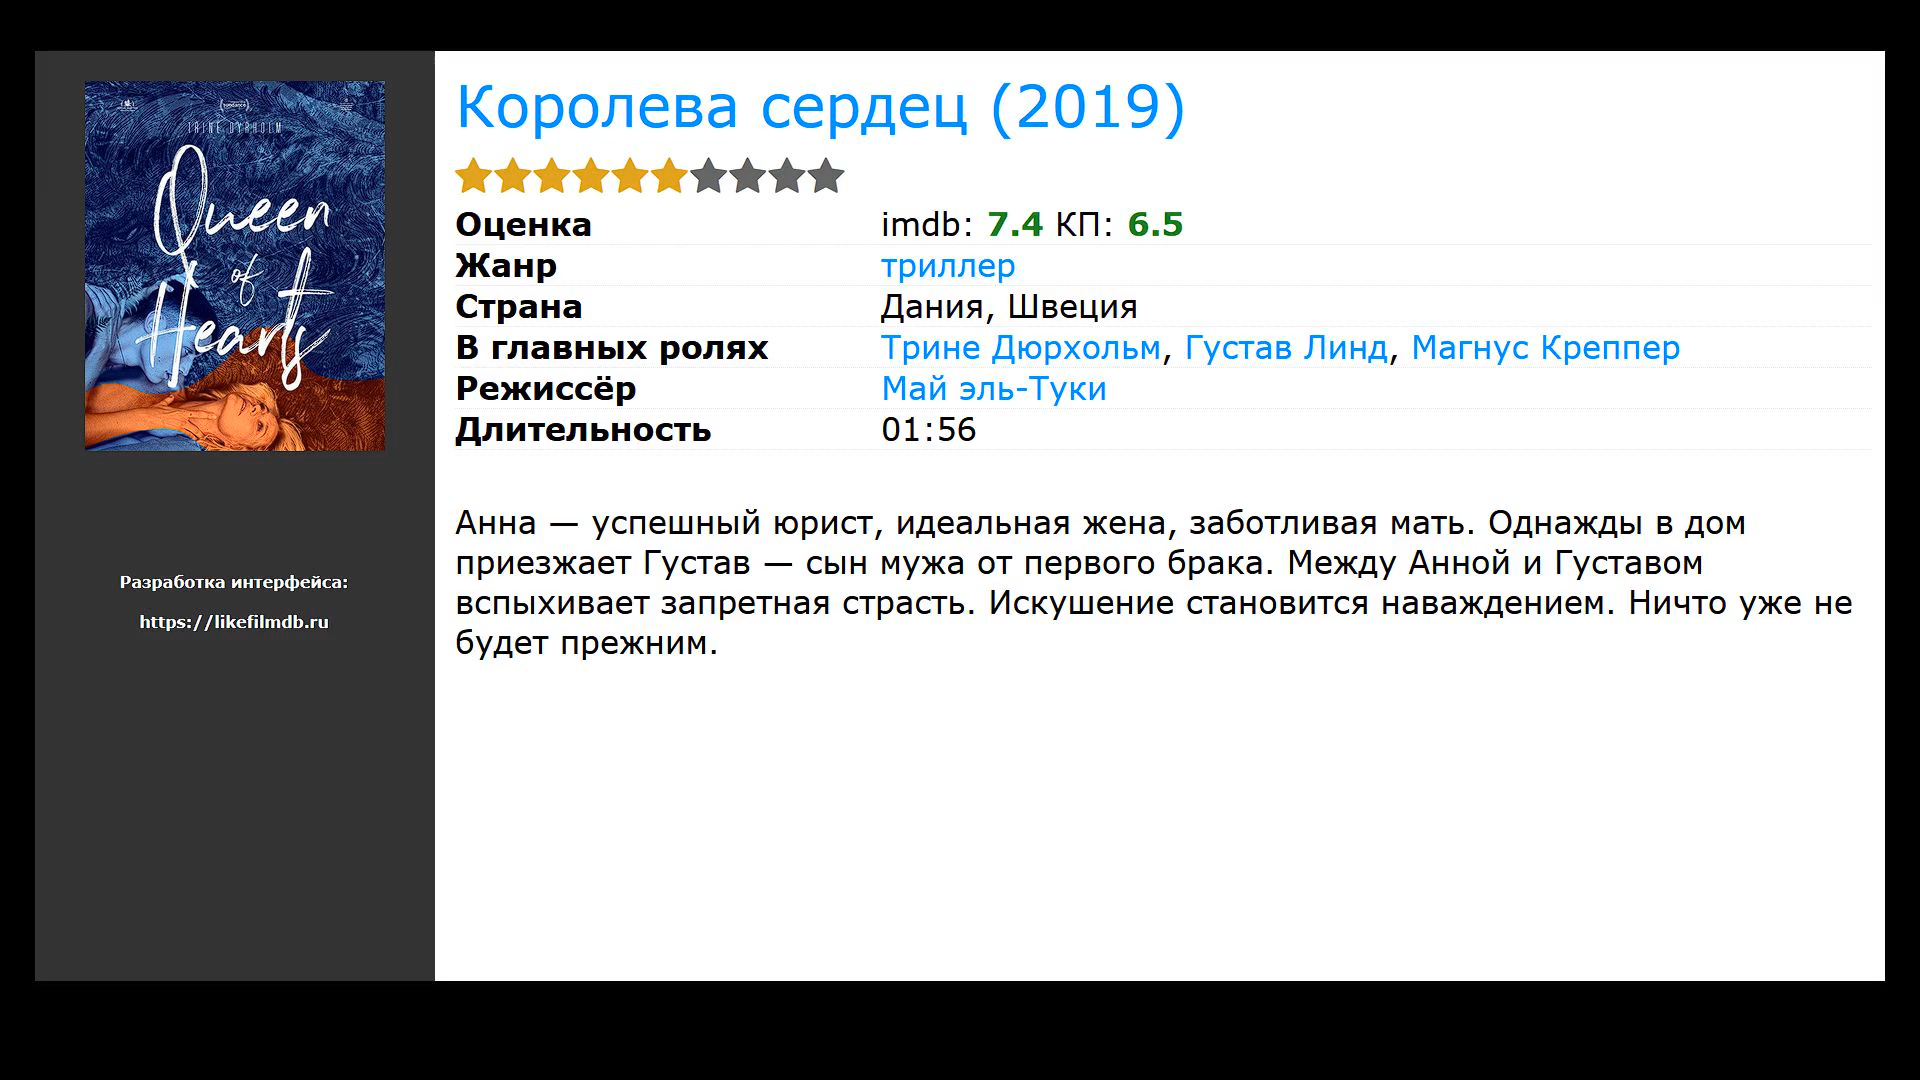 TRINE DYRHOLM
Queen
of
Hearts
Разработка интерфейса:
https://likefilmdb.ru
Королева сердец (2019)
Оценка imdb: 7.4 КП: 6.5
Жанр триллер
Страна Дания, Швеция
В главных ролях Трине Дюрхольм, Густав Линд, Магнус Креппер
Режиссёр Май эль-Туки
Длительность 01:56
Анна — успешный юрист, идеальная жена, заботливая мать. Однажды в дом
приезжает Густав — сын мужа от первого брака. Между Анной и Густавом
вспыхивает запретная страсть. Искушение становится наваждением. Ничто уже не
будет прежним.